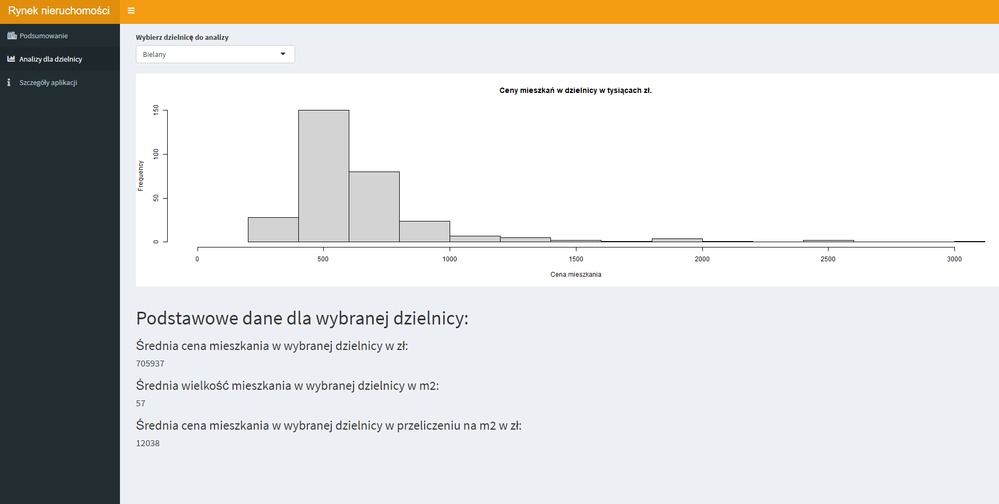 Rynek nieruchomości
Podsumowanie
Analizy dla dzielnicy
Szczegóły aplikacji
Wybierz dzielnicę do analizy
Bielany
Ceny mieszkań w dzielnicy w tysiącach zł.
Frequency
150
100
50
0
0 500 1000 1500 2000 2500 3000
Cena mieszkania
Podstawowe dane dla wybranej dzielnicy:
Średnia cena mieszkania w wybranej dzielnicy w zł:
705937
Średnia wielkość mieszkania w wybranej dzielnicy w m2:
57
Średnia cena mieszkania w wybranej dzielnicy w przeliczeniu na m2 w zł:
12038